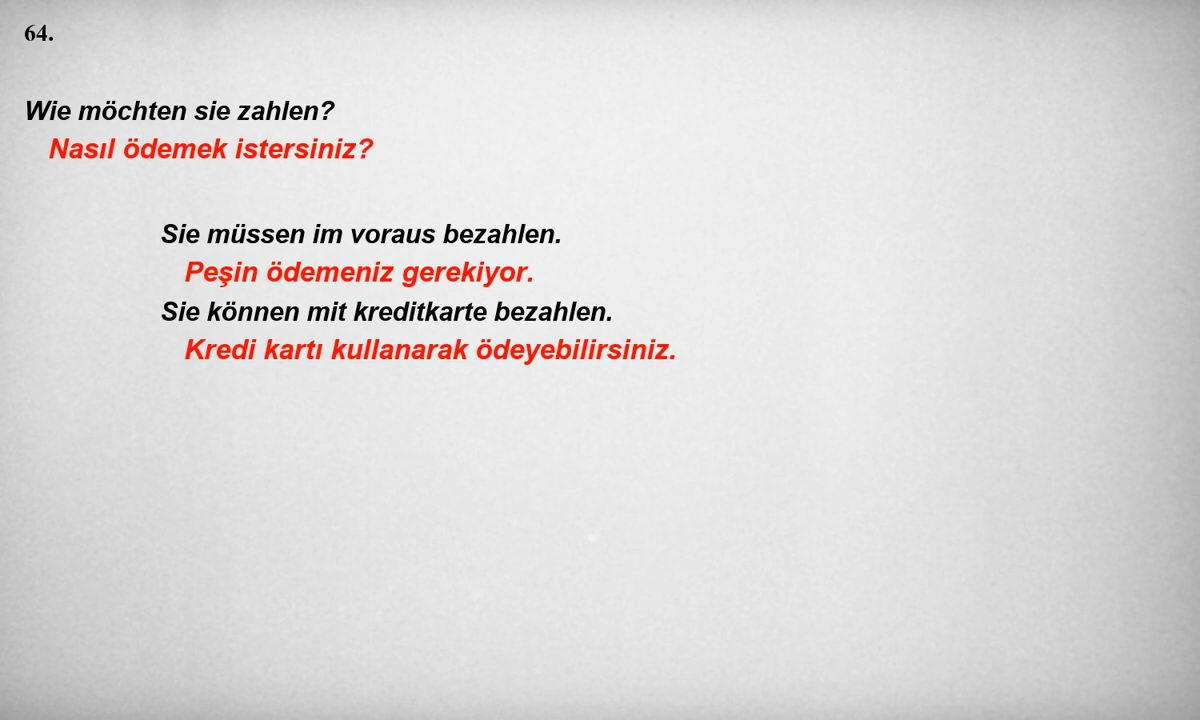 64.
Wie möchten sie zahlen?
Nasıl ödemek istersiniz?
Sie müssen im voraus bezahlen.
Peşin ödemeniz gerekiyor.
Sie können mit kreditkarte bezahlen.
Kredi kartı kullanarak ödeyebilirsiniz.